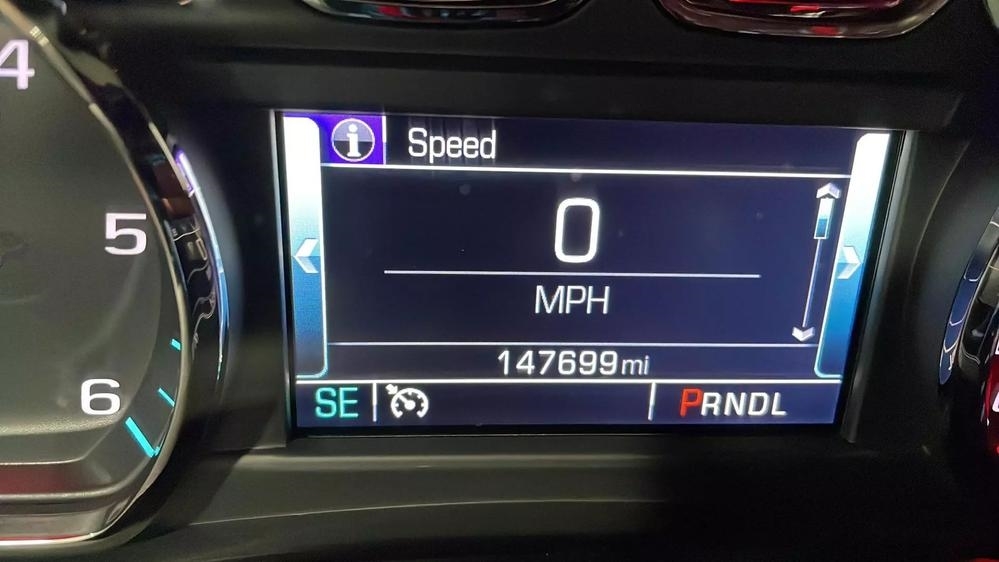 4
5
6
i Speed
0
MPH
147699mi
SE
PRNDL